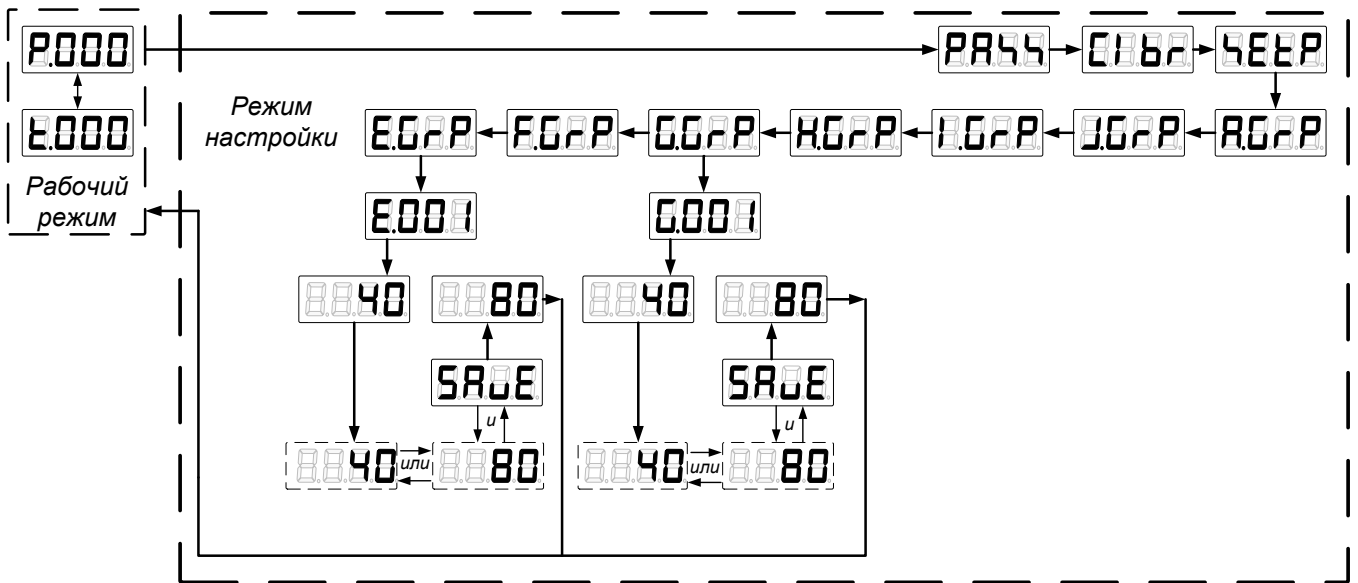 P.000
PASS
CIbr
SEtP
t.000
Режим
настройки
E.GrP
F.GrP
G.GrP
H.GrP
I.GrP
J.GrP
A.GrP
Рабочий
режим
E.001
G.001
40
80
40
80
SAvE
SAvE
и
и
40
или
80
40
или
80